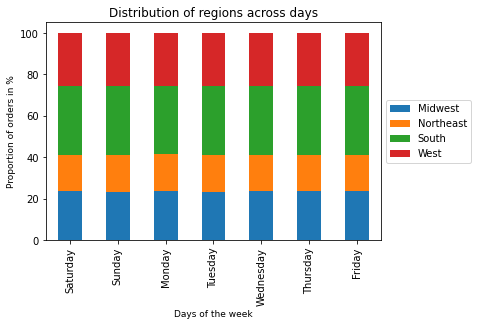 Distribution of regions across days
Proportion of orders in %
100
80
60
40
20
0
Saturday
Sunday
Monday
Tuesday
Wednesday
Thursday
Friday
Days of the week
Midwest
Northeast
South
West